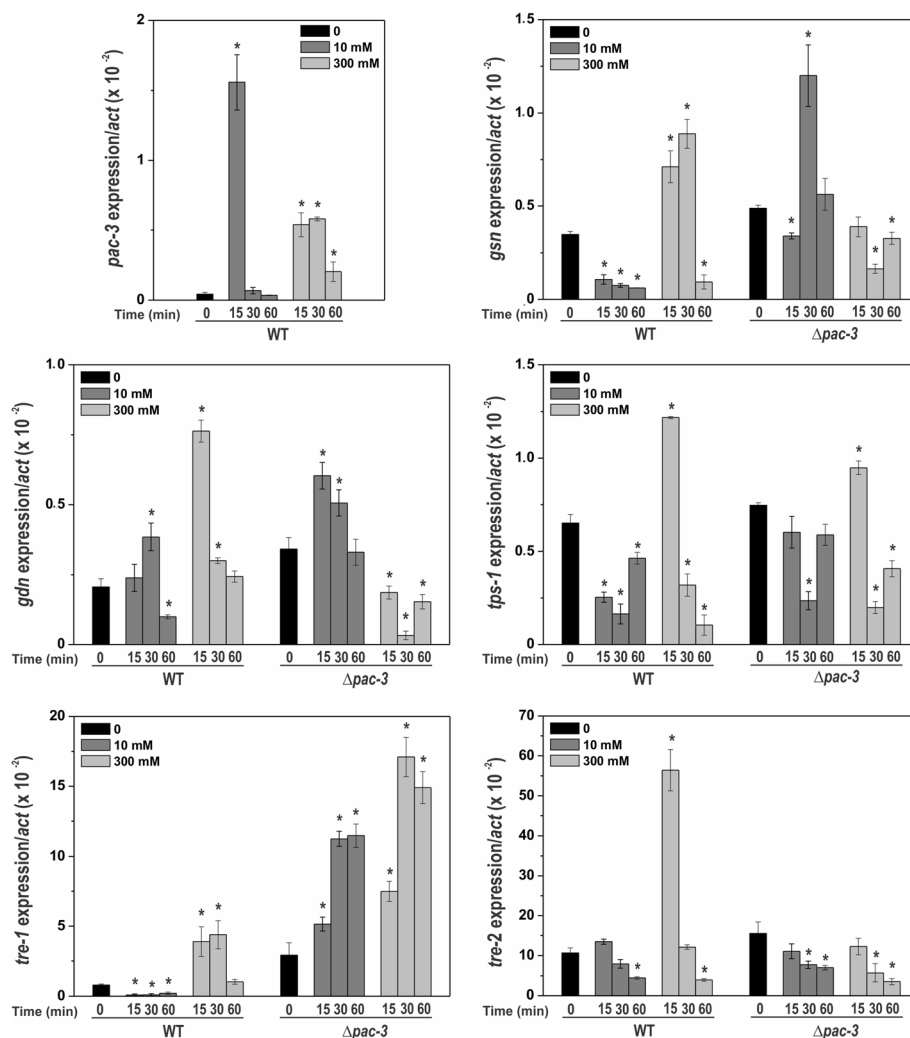 pac-3 expression/act (x 10 -2)
2
1
0
0
10 mM
300 mM
*
* *
*
Time (min)
0 15 30 60 15 30 60
WT
gsn expression/act (x 10 -2)
1.5
1.0
0.5
0
0
10 mM
300 mM
* * *
* *
*
*
*
*
Time (min)
0 15 30 60 15 30 60 0 15 30 60 15 30 60
WT Δpac-3
gdn expression/act (x 10 -2)
1.0
0.5
0
0
10 mM
300 mM
*
*
*
*
*
*
*
*
*
Time (min)
0 15 30 60 15 30 60 0 15 30 60 15 30 60
WT Δpac-3
tps-1 expression/act (x 10 -2)
1.5
1.0
0.5
0
0
10 mM
300 mM
*
*
*
*
*
*
*
*
*
*
Time (min)
0 15 30 60 15 30 60 0 15 30 60 15 30 60
WT Δpac-3
tre-1 expression/act (x 10 -2)
20
15
10
5
0
0
10 mM
300 mM
* * *
* *
*
* *
*
*
*
Time (min)
0 15 30 60 15 30 60 0 15 30 60 15 30 60
WT Δpac-3
tre-2 expression/act (x 10 -2)
70
60
50
40
30
20
10
0
0
10 mM
300 mM
*
*
*
* *
* *
Time (min)
0 15 30 60 15 30 60 0 15 30 60 15 30 60
WT Δpac-3